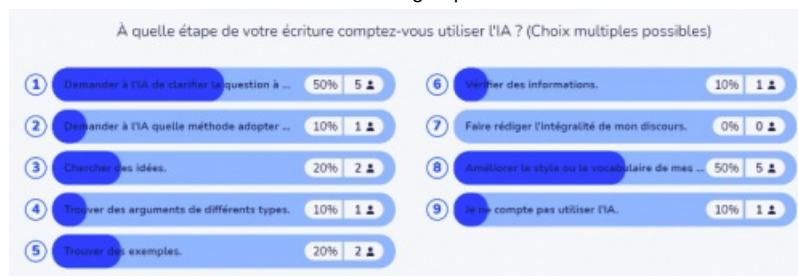 À quelle étape de votre écriture comptez-vous utiliser l'IA ? (Choix multiples possibles)
1 Demander à l'IA de clarifier la question à ... 50% 5
2 Demander à l'IA quelle méthode adopter ... 10% 1
3 Chercher des idées. 20% 2
4 Trouver des arguments de différents types. 10% 1
5 Trouver des exemples. 20% 2
6 Vérifier des informations. 10% 1
7 Faire rédiger l'intégralité de mon discours. 0% 0
8 Améliorer le style ou le vocabulaire de mes ... 50% 5
9 Je ne compte pas utiliser l'IA. 10% 1